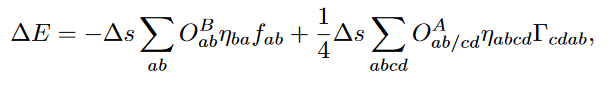 ΔE = −Δs ∑_{ab} O^B_{ab} η_{ba} f_{ab} + \frac{1}{4} Δs ∑_{abcd} O^A_{ab/cd} η_{abcd} Γ_{cdab},